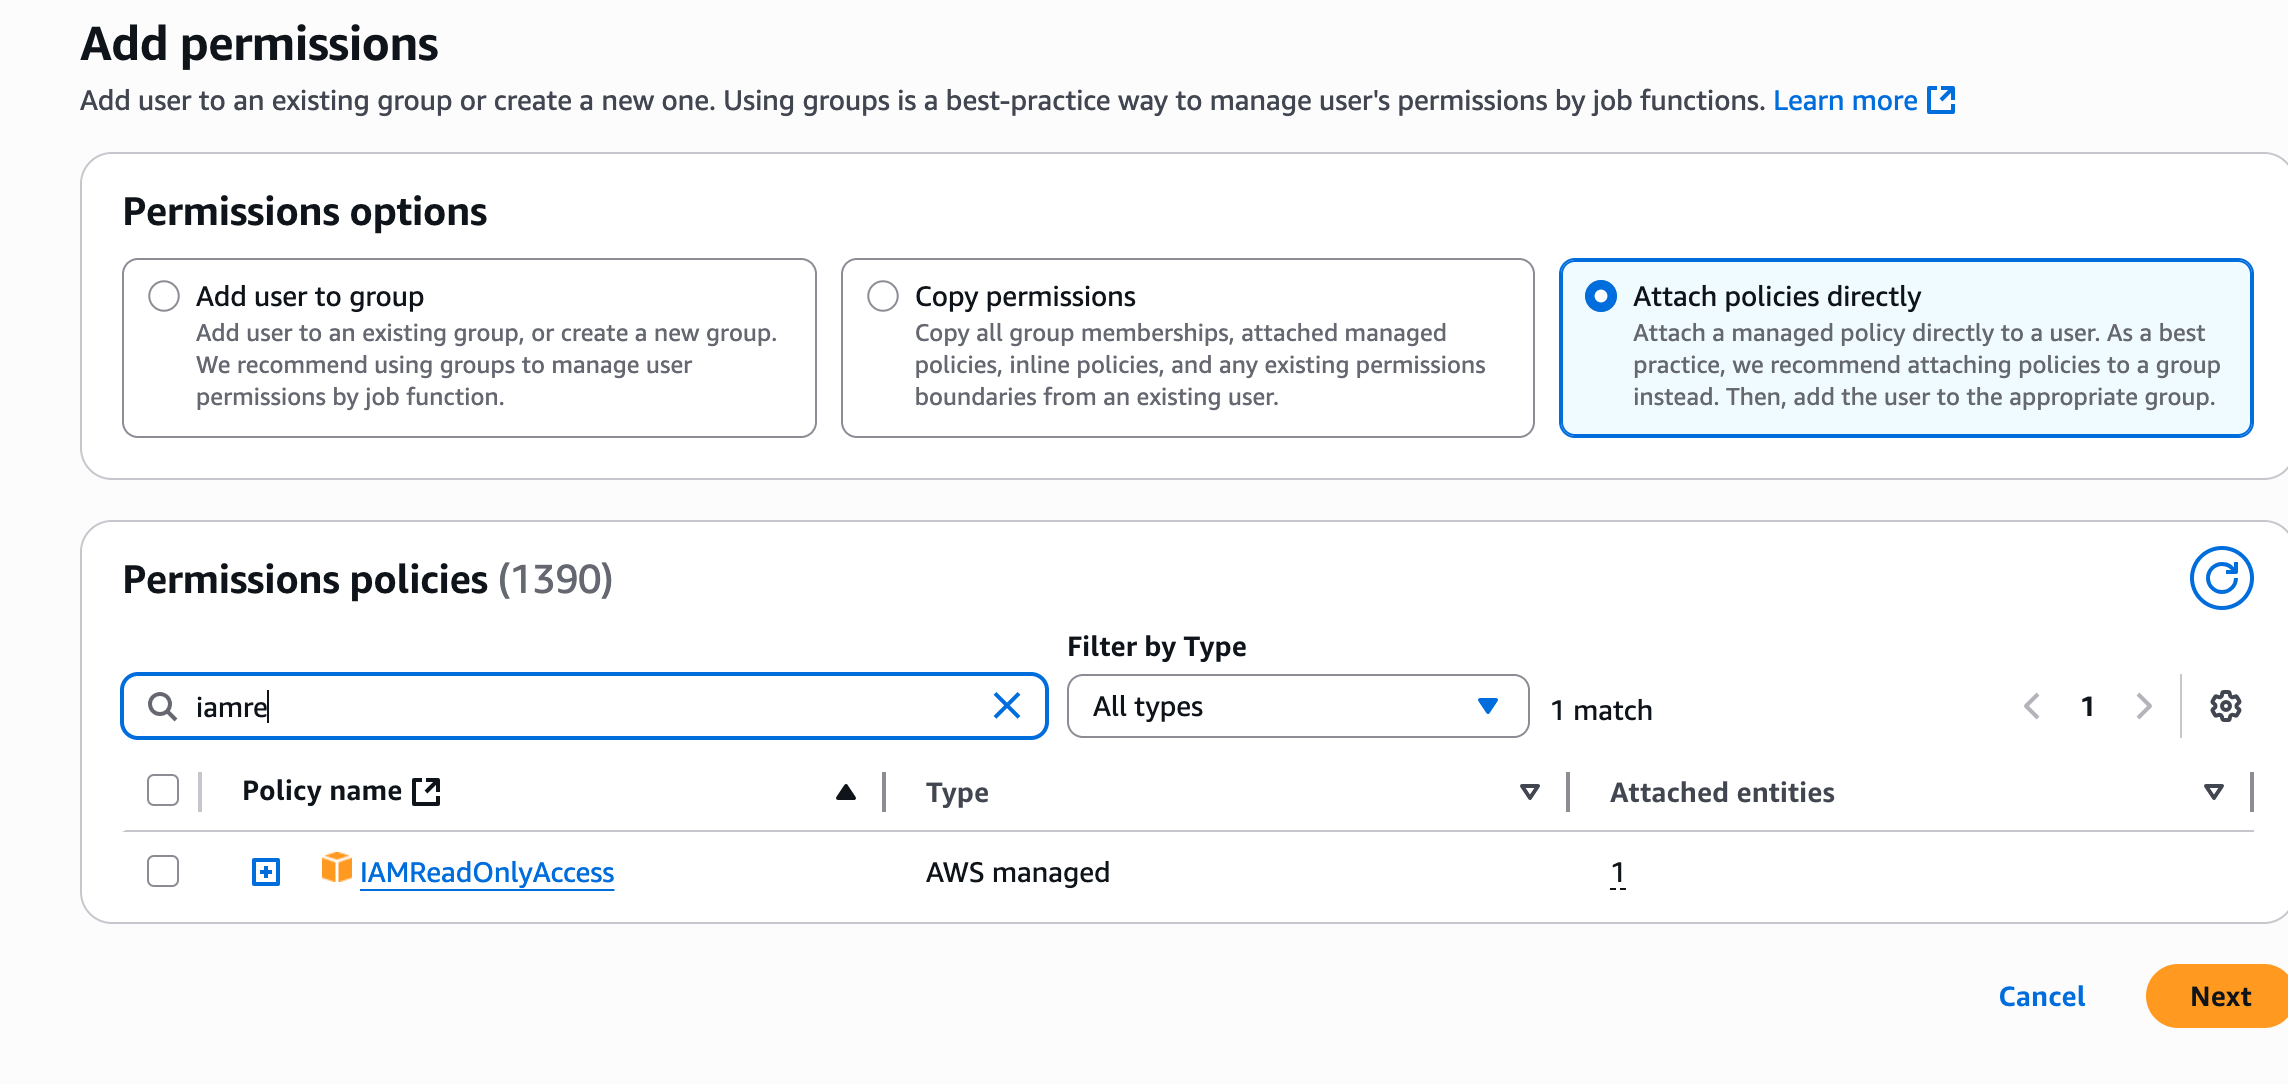 Add permissions
Add user to an existing group or create a new one. Using groups is a best-practice way to manage user's permissions by job functions. Learn more
Permissions options
Add user to group
Add user to an existing group, or create a new group.
We recommend using groups to manage user
permissions by job function.
Copy permissions
Copy all group memberships, attached managed
policies, inline policies, and any existing permissions
boundaries from an existing user.
Attach policies directly
Attach a managed policy directly to a user. As a best
practice, we recommend attaching policies to a group
instead. Then, add the user to the appropriate group.
Permissions policies (1390)
Filter by Type
iamre
All types
1 match
1
Policy name
Type
Attached entities
IAMReadOnlyAccess
AWS managed
1
Cancel
Next